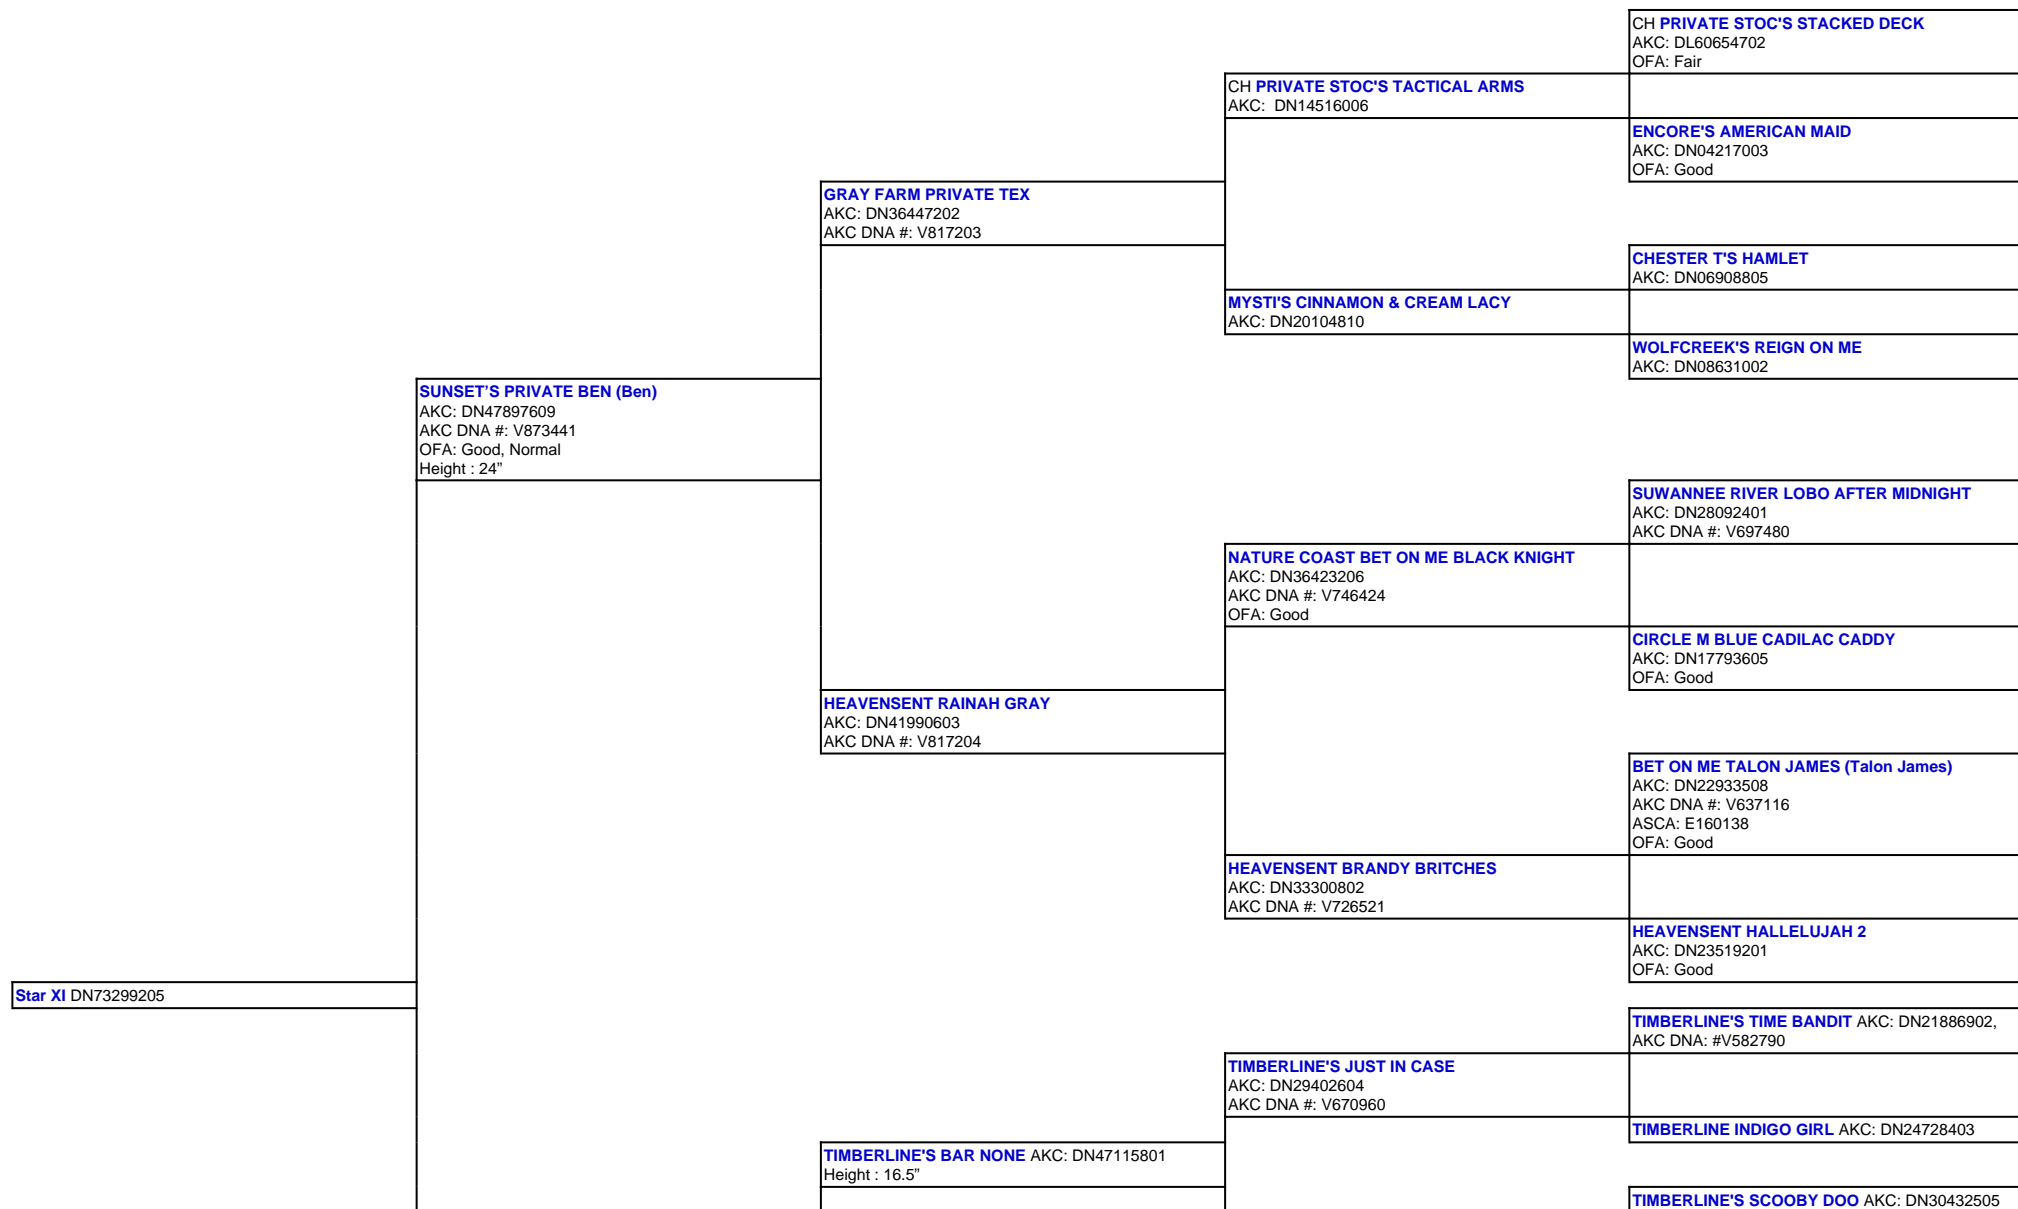 CH PRIVATE STOC'S STACKED DECK
AKC: DL60654702
OFA: Fair
CH PRIVATE STOC'S TACTICAL ARMS
AKC:  DN14516006
ENCORE'S AMERICAN MAID
AKC: DN04217003
OFA: Good
GRAY FARM PRIVATE TEX
AKC: DN36447202
AKC DNA #: V817203
CHESTER T'S HAMLET
AKC: DN06908805
MYSTI'S CINNAMON & CREAM LACY
AKC: DN20104810
WOLFCREEK'S REIGN ON ME
AKC: DN08631002
SUNSET’S PRIVATE BEN (Ben)
AKC: DN47897609
AKC DNA #: V873441
OFA: Good, Normal
Height : 24”
SUWANNEE RIVER LOBO AFTER MIDNIGHT
AKC: DN28092401
AKC DNA #: V697480
NATURE COAST BET ON ME BLACK KNIGHT
AKC: DN36423206
AKC DNA #: V746424
OFA: Good
CIRCLE M BLUE CADILAC CADDY
AKC: DN17793605
OFA: Good
HEAVENSENT RAINAH GRAY
AKC: DN41990603
AKC DNA #: V817204
BET ON ME TALON JAMES (Talon James)
AKC: DN22933508
AKC DNA #: V637116
ASCA: E160138
OFA: Good
HEAVENSENT BRANDY BRITCHES
AKC: DN33300802
AKC DNA #: V726521
HEAVENSENT HALLELUJAH 2
AKC: DN23519201
OFA: Good
Star XI DN73299205
TIMBERLINE'S TIME BANDIT AKC: DN21886902,
AKC DNA: #V582790
TIMBERLINE'S JUST IN CASE
AKC: DN29402604
AKC DNA #: V670960
TIMBERLINE INDIGO GIRL AKC: DN24728403
TIMBERLINE'S BAR NONE AKC: DN47115801
Height : 16.5”
TIMBERLINE'S SCOOBY DOO AKC: DN30432505